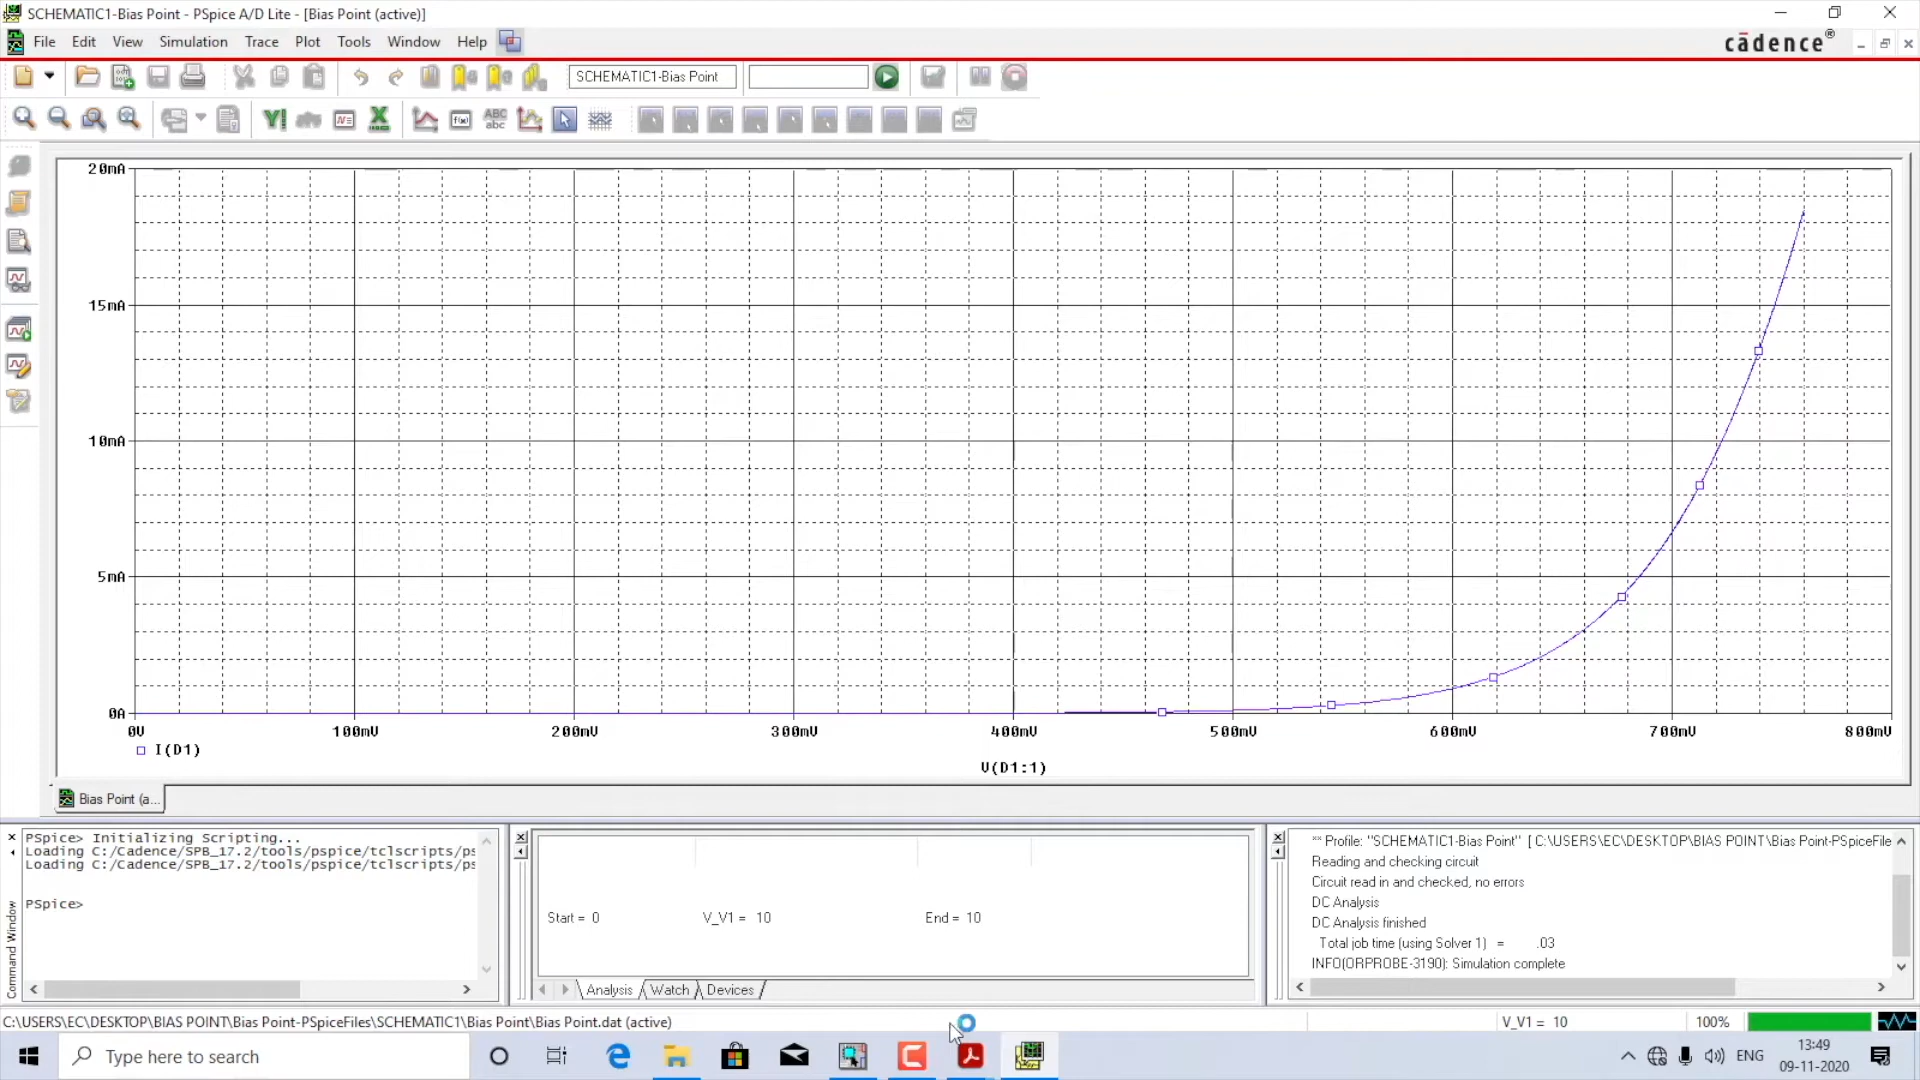 SCHEMATIC1-Bias Point - PSpice A/D Lite - [Bias Point (active)]
File Edit View Simulation Trace Plot Tools Window Help
cādence®
SCHEMATIC1-Bias Point
20mA
15mA
10mA
5mA
0A
0V 100mV 200mV 300mV 400mV 500mV 600mV 700mV 800mV
I(D1)
V(D1:1)
Bias Point (a...
Command Window
PSpice> Initializing Scripting...
Loading C:/Cadence/SPB_17.2/tools/pspice/tclscripts/ps
Loading C:/Cadence/SPB_17.2/tools/pspice/tclscripts/ps
PSpice>
Start = 0 V_V1 = 10 End = 10
Analysis Watch Devices
** Profile: "SCHEMATIC1-Bias Point" [ C:\USERS\EC\DESKTOP\BIAS POINT\Bias Point-PSpiceFile
Reading and checking circuit
Circuit read in and checked, no errors
DC Analysis
DC Analysis finished
Total job time (using Solver 1) = .03
INFO(ORPROBE-3190): Simulation complete
C:\USERS\EC\DESKTOP\BIAS POINT\Bias Point-PSpiceFiles\SCHEMATIC1\Bias Point\Bias Point.dat (active)
V_V1 = 10 100%
Type here to search
ENG
13:49
09-11-2020